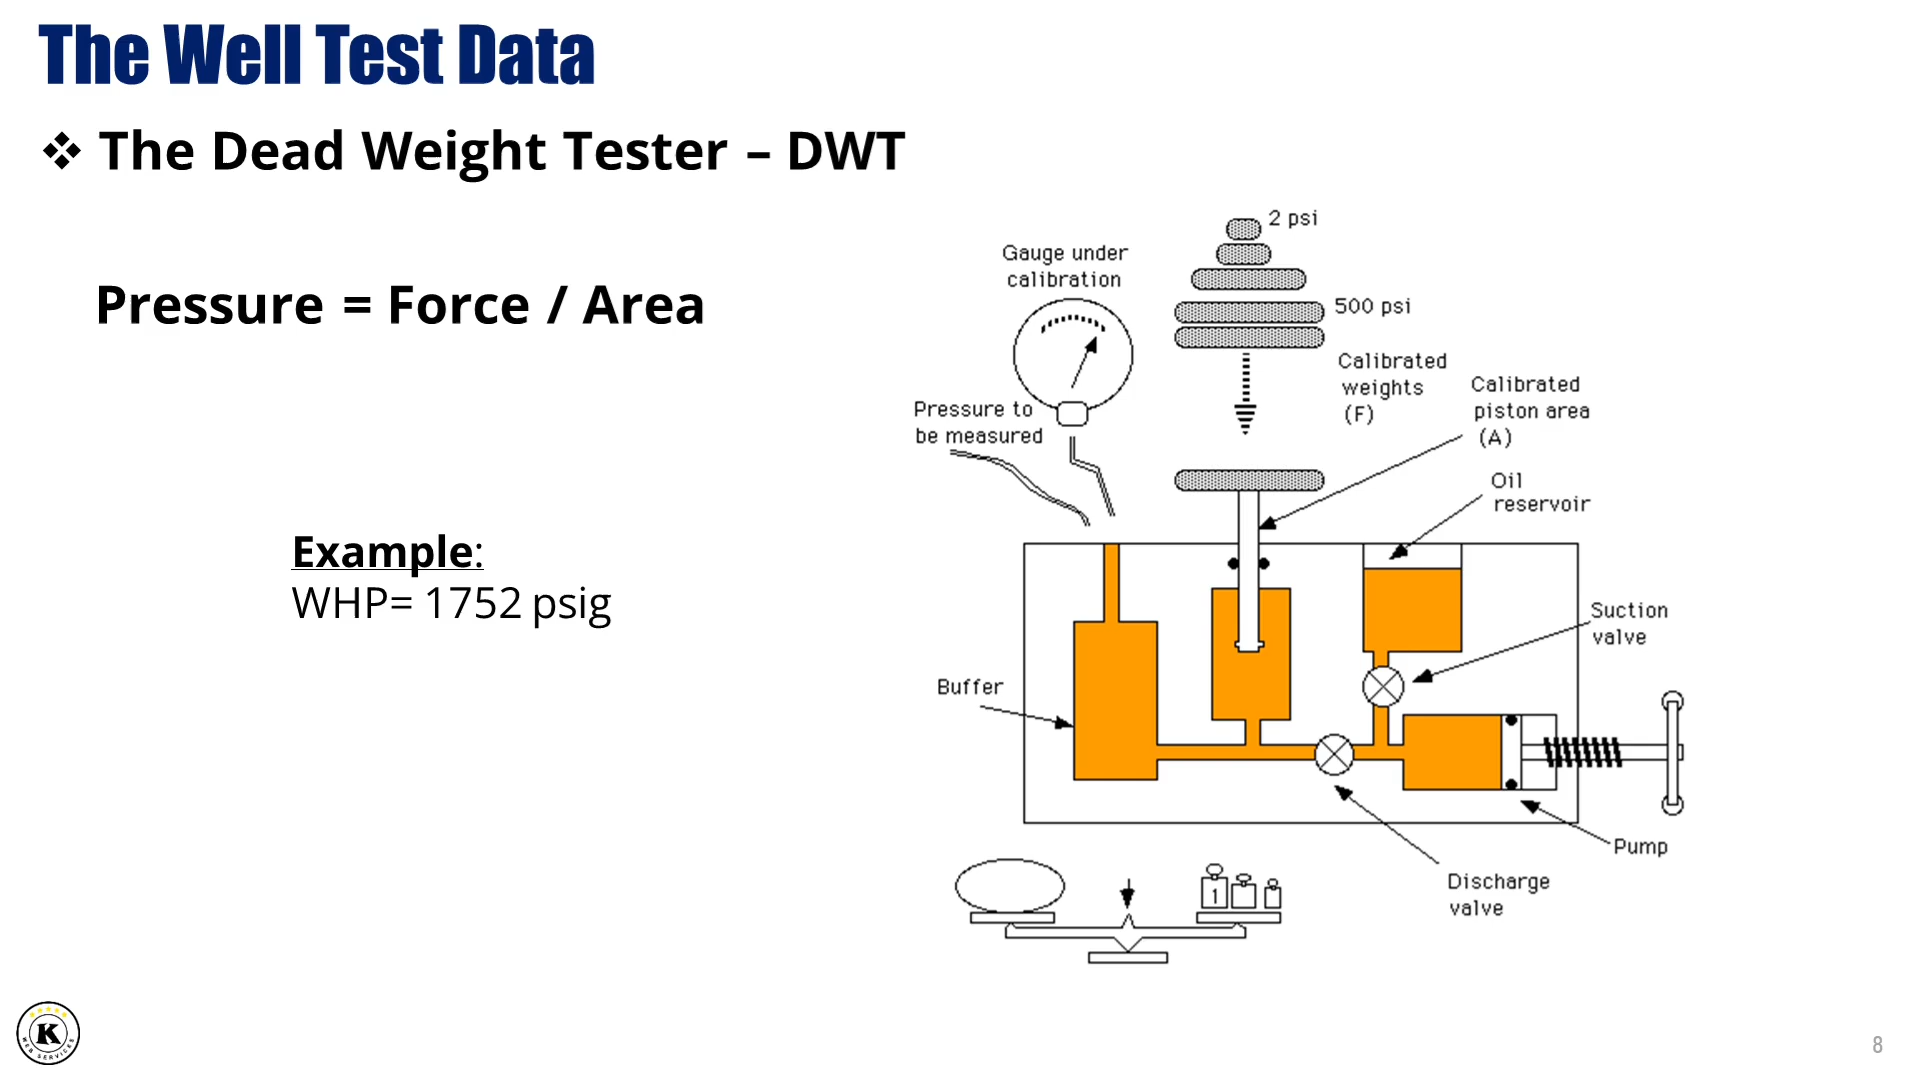 The Well Test Data
❖ The Dead Weight Tester – DWT
Pressure = Force / Area
Example:
WHP= 1752 psig
2 psi
Gauge under
calibration
500 psi
Calibrated
weights
(F)
Calibrated
piston area
(A)
Pressure to
be measured
Oil
reservoir
Suction
valve
Buffer
Pump
Discharge
valve
1
K
WEB SERVICES
8